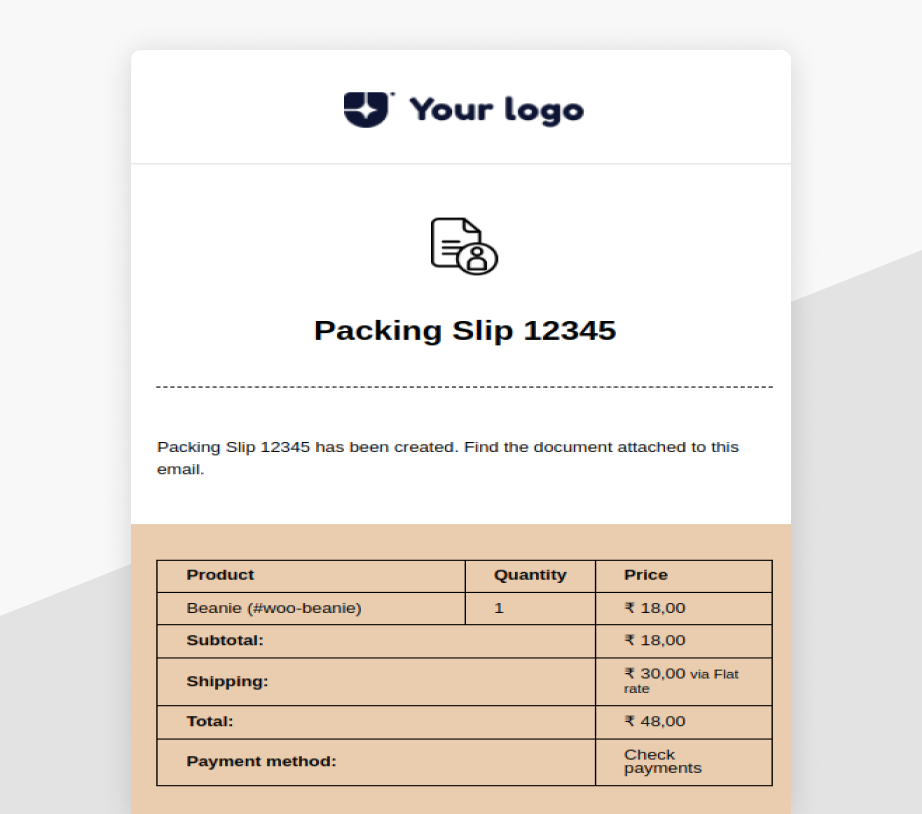 Your logo
Packing Slip 12345
Packing Slip 12345 has been created. Find the document attached to this
email.
Product Quantity Price
Beanie (#woo-beanie) 1 ₹ 18,00
Subtotal: ₹ 18,00
Shipping: ₹ 30,00 via Flat
rate
Total: ₹ 48,00
Payment method: Check
payments